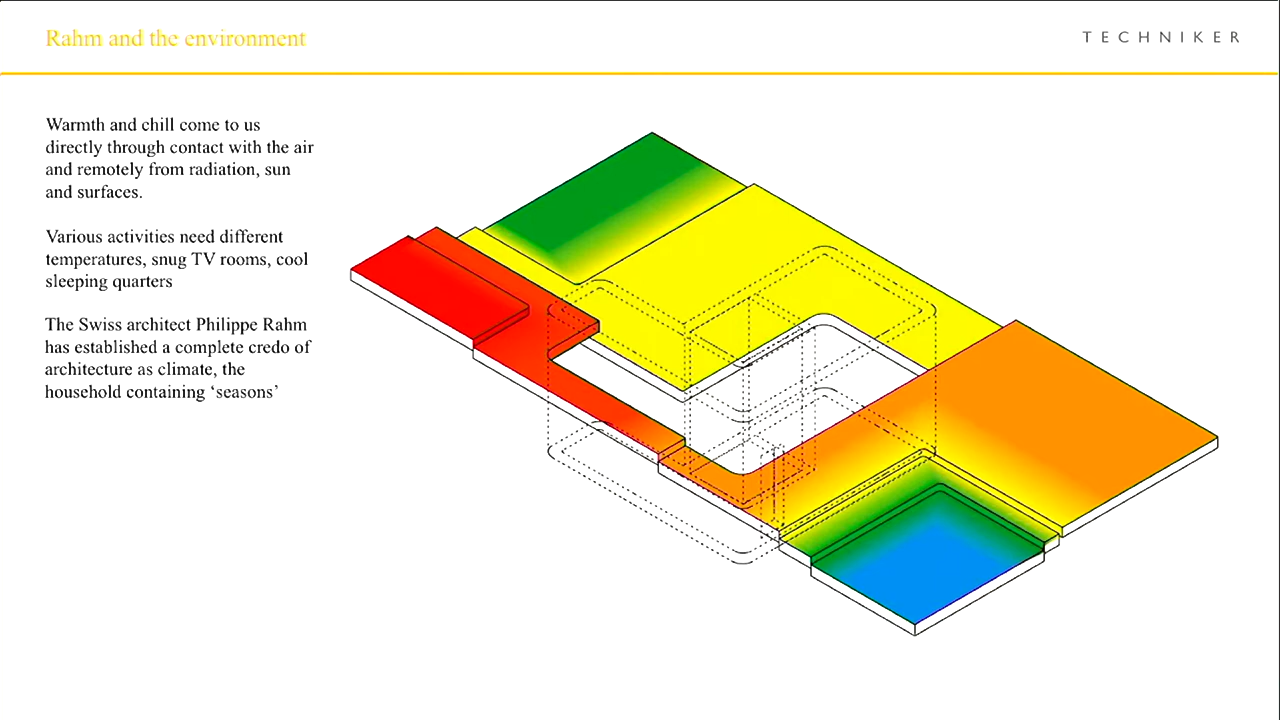 Rahm and the environment
TECHNIKER
Warmth and chill come to us
directly through contact with the air
and remotely from radiation, sun
and surfaces.
Various activities need different
temperatures, snug TV rooms, cool
sleeping quarters
The Swiss architect Philippe Rahm
has established a complete credo of
architecture as climate, the
household containing ‘seasons’